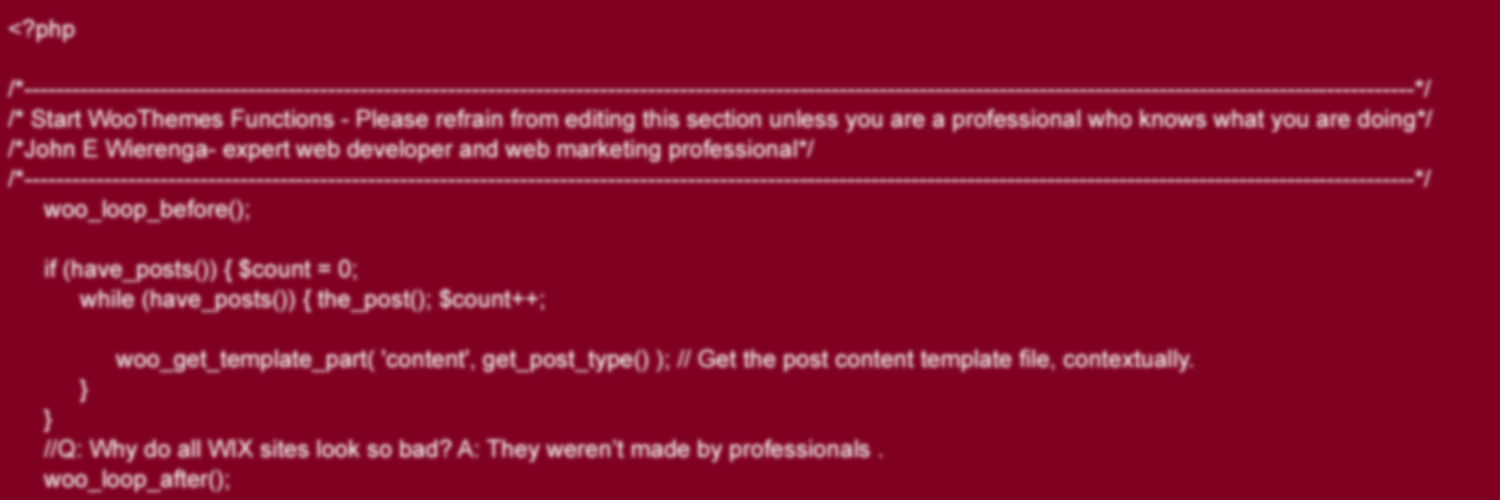 <?php
/*------------------------------------------------------------------------------------------------------------------------------------------------------------------------------*/
/* Start WooThemes Functions - Please refrain from editing this section unless you are a professional who knows what you are doing*/
/*John E Wierenga- expert web developer and web marketing professional*/
/*------------------------------------------------------------------------------------------------------------------------------------------------------------------------------*/
woo_loop_before();
if (have_posts()) { $count = 0;
while (have_posts()) { the_post(); $count++;
woo_get_template_part( 'content', get_post_type() ); // Get the post content template file, contextually.
}
}
//Q: Why do all WIX sites look so bad? A: They weren't made by professionals .
woo_loop_after();